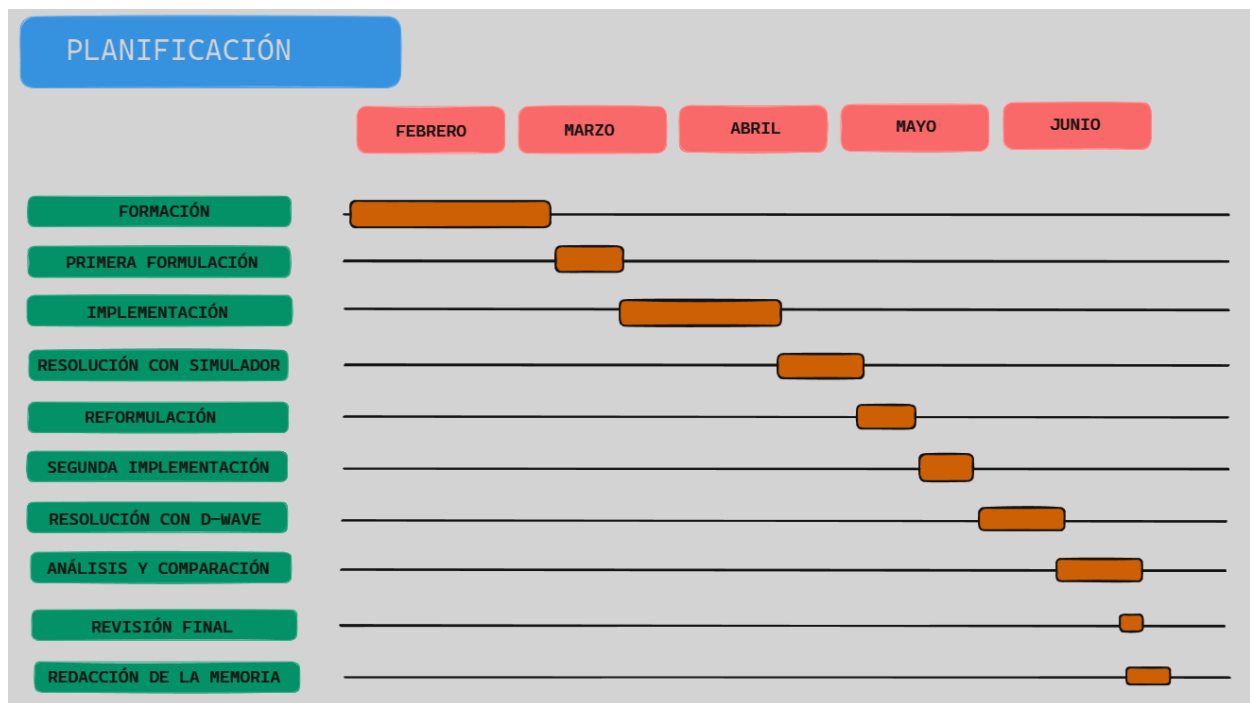 PLANIFICACIÓN
FEBRERO
MARZO
ABRIL
MAYO
JUNIO
FORMACIÓN
PRIMERA FORMULACIÓN
IMPLEMENTACIÓN
RESOLUCIÓN CON SIMULADOR
REFORMULACIÓN
SEGUNDA IMPLEMENTACIÓN
RESOLUCIÓN CON D-WAVE
ANÁLISIS Y COMPARACIÓN
REVISIÓN FINAL
REDACCIÓN DE LA MEMORIA